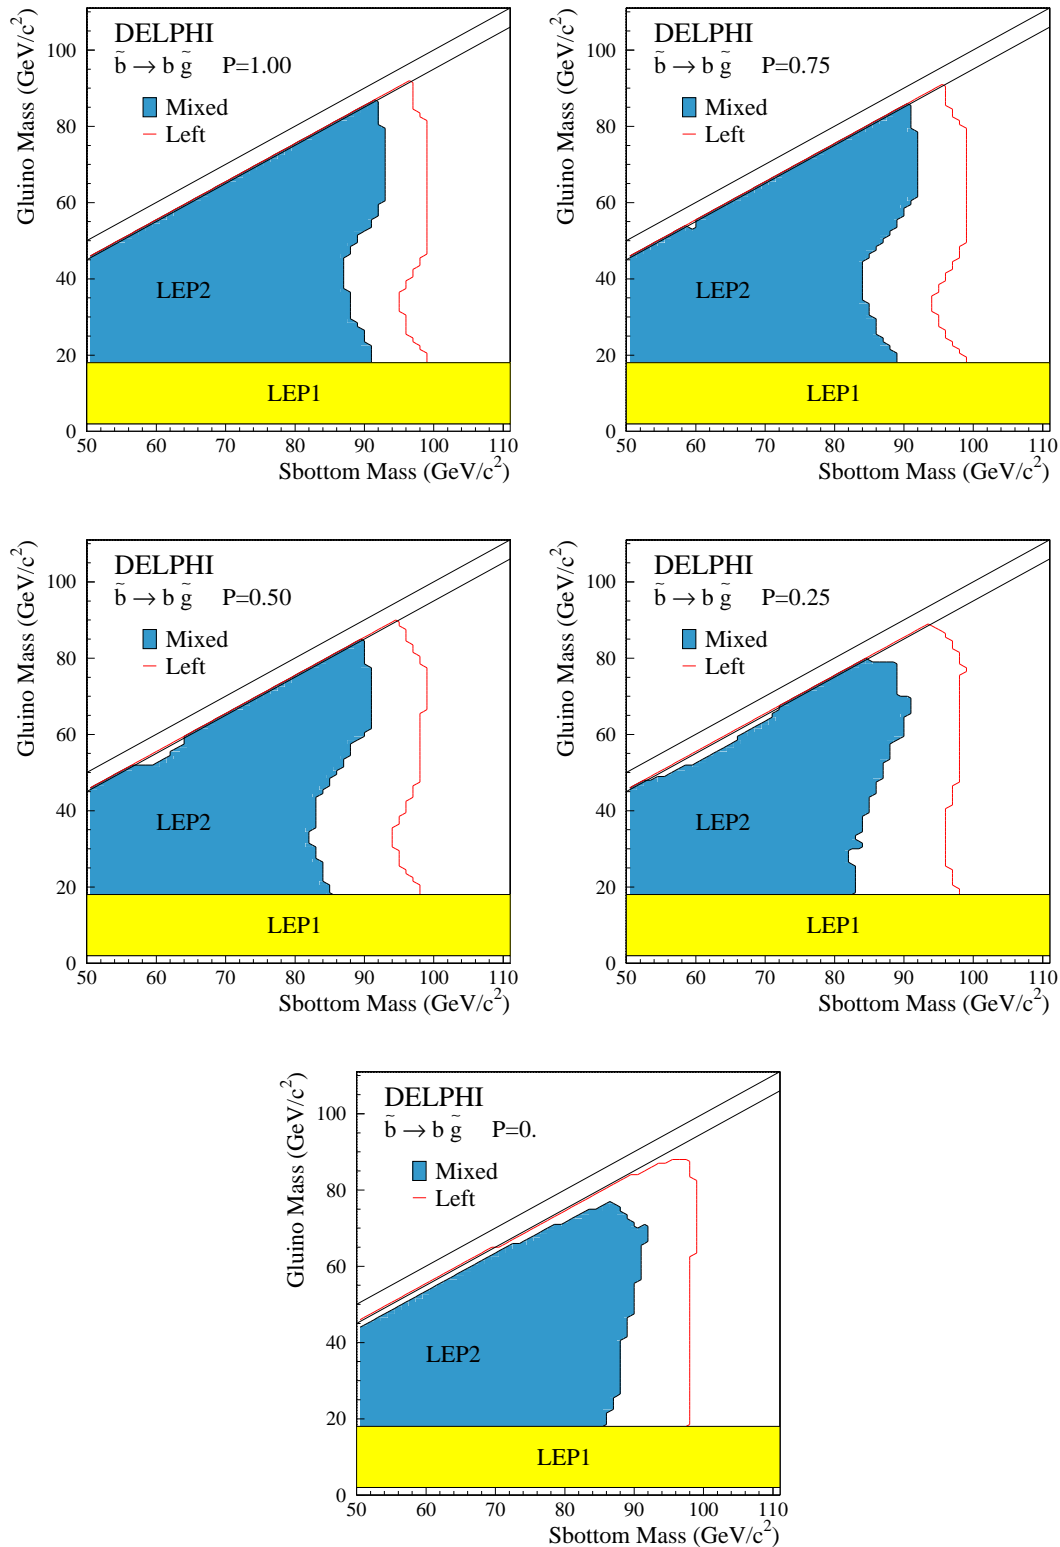 DELPHI
b̃ → b g̃ P=1.00
Mixed
Left
LEP2
LEP1
Gluino Mass (GeV/c²)
100
80
60
40
20
0
50 60 70 80 90 100 110
Sbottom Mass (GeV/c²)
DELPHI
b̃ → b g̃ P=0.75
Mixed
Left
LEP2
LEP1
Gluino Mass (GeV/c²)
100
80
60
40
20
0
50 60 70 80 90 100 110
Sbottom Mass (GeV/c²)
DELPHI
b̃ → b g̃ P=0.50
Mixed
Left
LEP2
LEP1
Gluino Mass (GeV/c²)
100
80
60
40
20
0
50 60 70 80 90 100 110
Sbottom Mass (GeV/c²)
DELPHI
b̃ → b g̃ P=0.25
Mixed
Left
LEP2
LEP1
Gluino Mass (GeV/c²)
100
80
60
40
20
0
50 60 70 80 90 100 110
Sbottom Mass (GeV/c²)
DELPHI
b̃ → b g̃ P=0.
Mixed
Left
LEP2
LEP1
Gluino Mass (GeV/c²)
100
80
60
40
20
0
50 60 70 80 90 100 110
Sbottom Mass (GeV/c²)